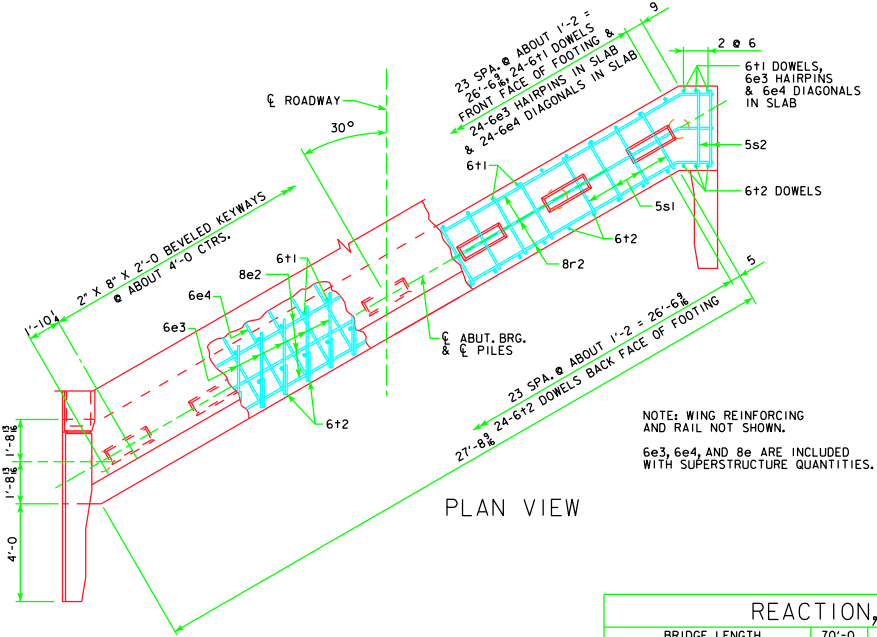 23 SPA. @ ABOUT 1'-2 =
26'-6 9/16, 24-6t1 DOWELS
FRONT FACE OF FOOTING &
24-6e3 HAIRPINS IN SLAB
& 24-6e4 DIAGONALS IN SLAB
9
2 @ 6
6t1 DOWELS,
6e3 HAIRPINS
& 6e4 DIAGONALS
IN SLAB
℄ ROADWAY
30°
5s2
6t1
6t2 DOWELS
5s1
6t2
8r2
2" X 8" X 2'-0 BEVELED KEYWAYS
@ ABOUT 4'-0 CTRS.
6t1
8e2
6e4
6e3
1'-10 1/4
5
℄ ABUT. BRG.
& ℄ PILES
23 SPA. @ ABOUT 1'-2 = 26'-6 9/16
24-6t2 DOWELS BACK FACE OF FOOTING
27'-8 9/16
6t2
1'-8 13/16
1'-8 13/16
4'-0
NOTE: WING REINFORCING
AND RAIL NOT SHOWN.
6e3, 6e4, AND 8e ARE INCLUDED
WITH SUPERSTRUCTURE QUANTITIES.
PLAN VIEW
REACTION,
BRIDGE LENGTH 70'-0